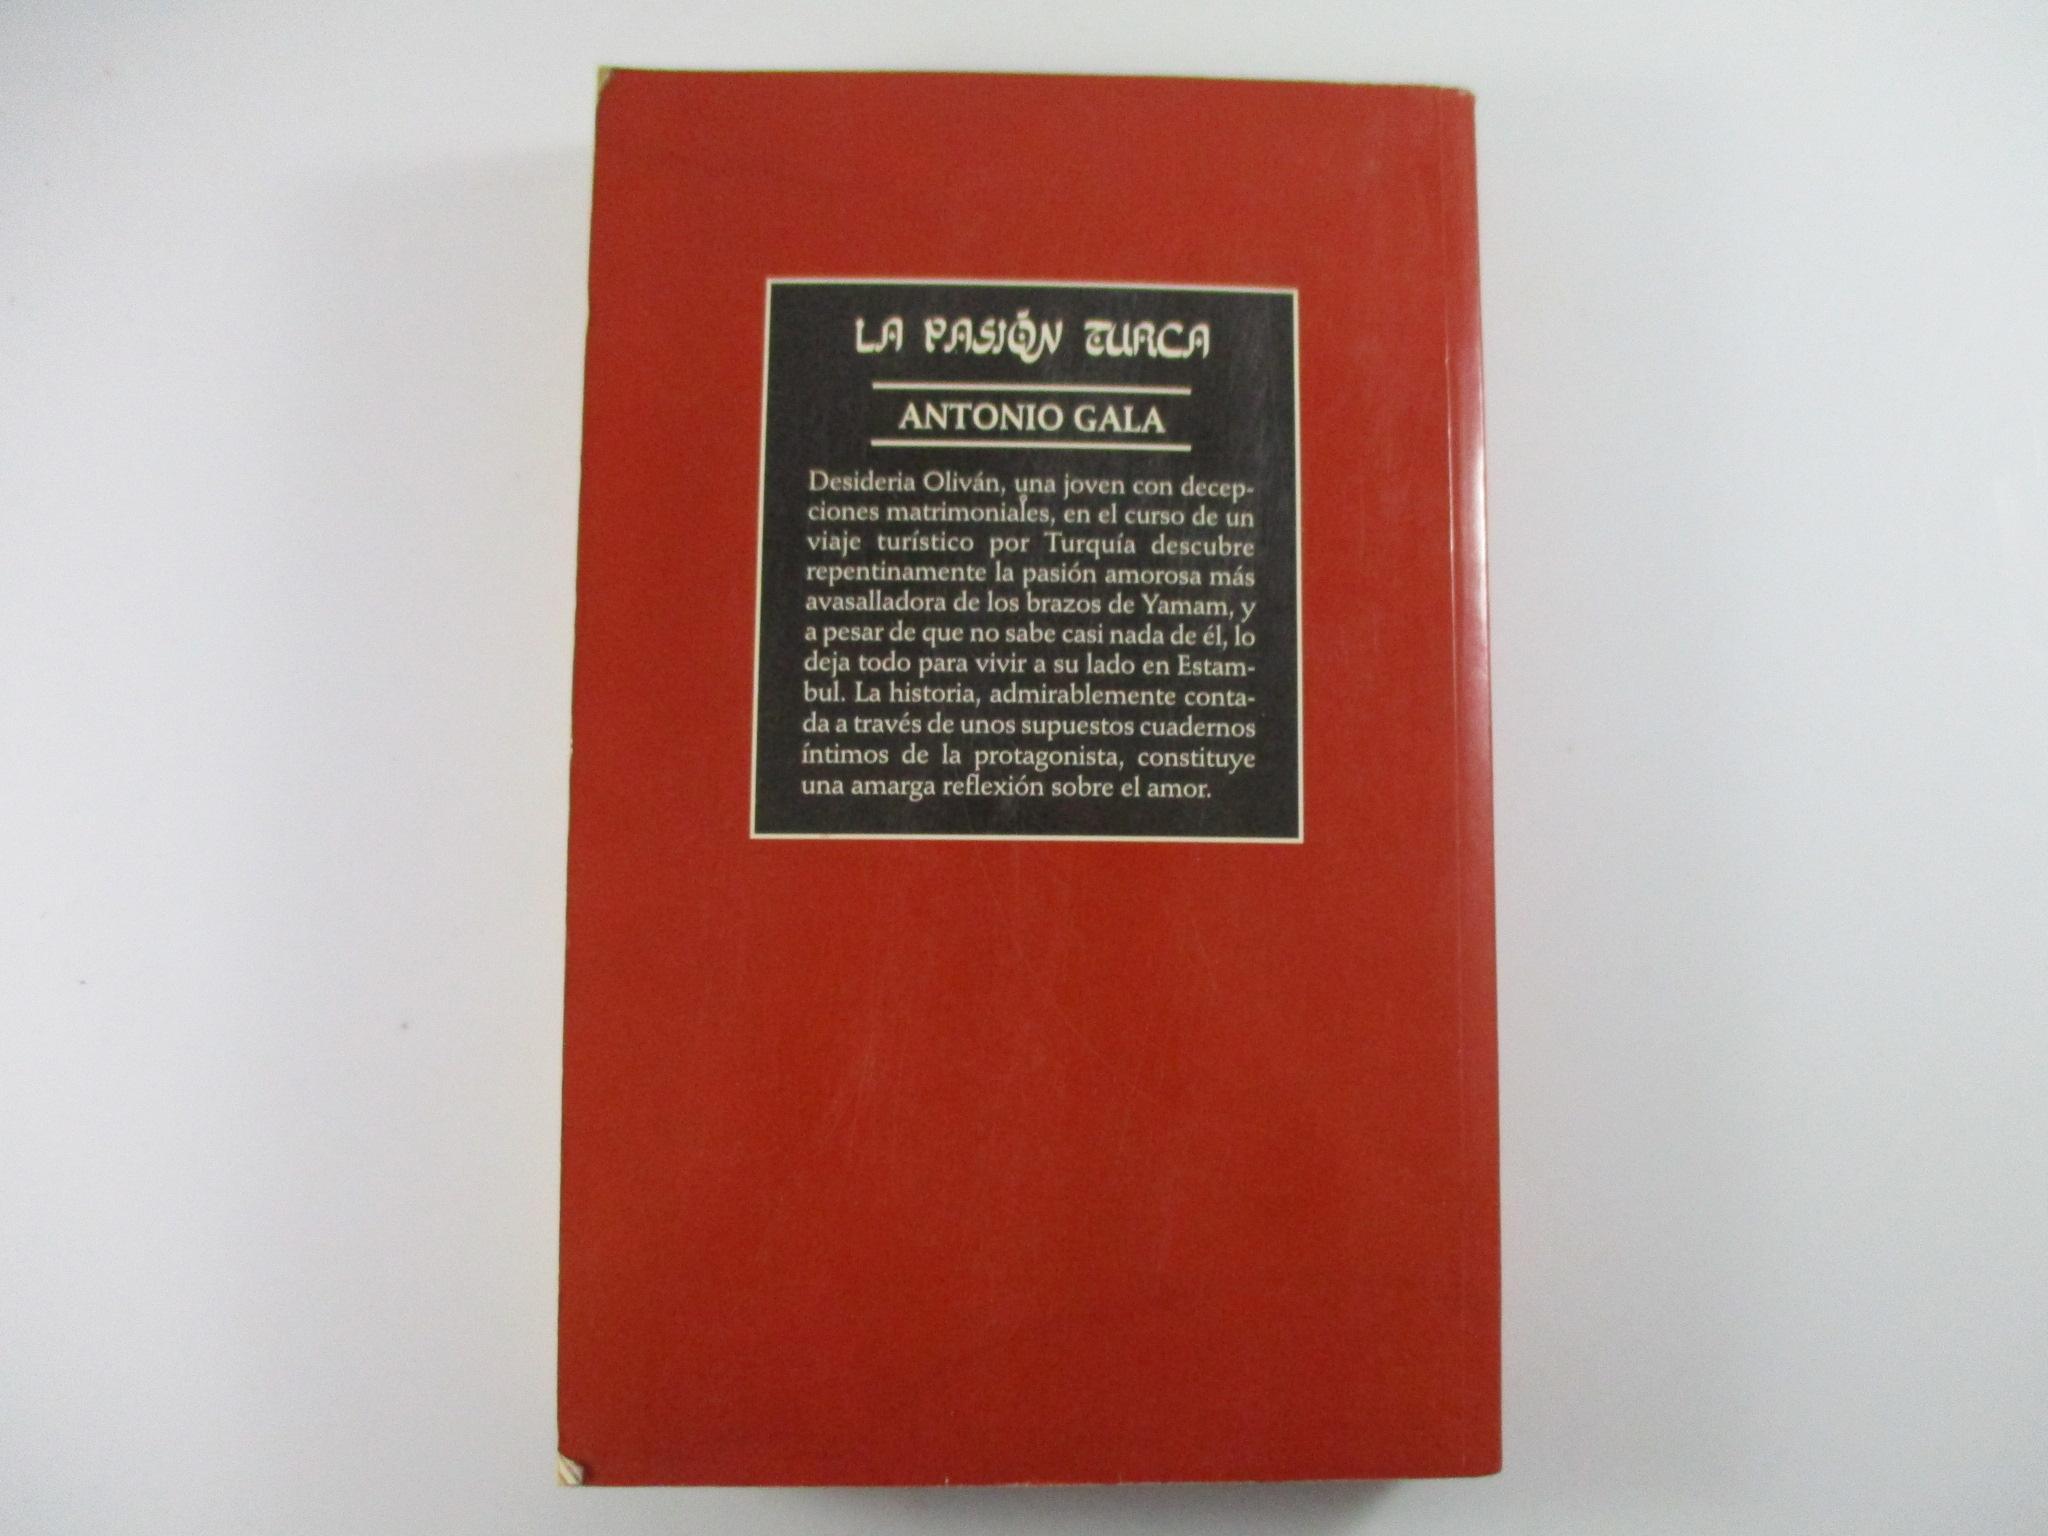 LA PASIÓN TURCA
ANTONIO GALA
Desideria Oliván, una joven con decep-
ciones matrimoniales, en el curso de un
viaje turístico por Turquía descubre
repentinamente la pasión amorosa más
avasalladora de los brazos de Yamam, y
a pesar de que no sabe casi nada de él, lo
deja todo para vivir a su lado en Estam-
bul. La historia, admirablemente conta-
da a través de unos supuestos cuadernos
íntimos de la protagonista, constituye
una amarga reflexión sobre el amor.